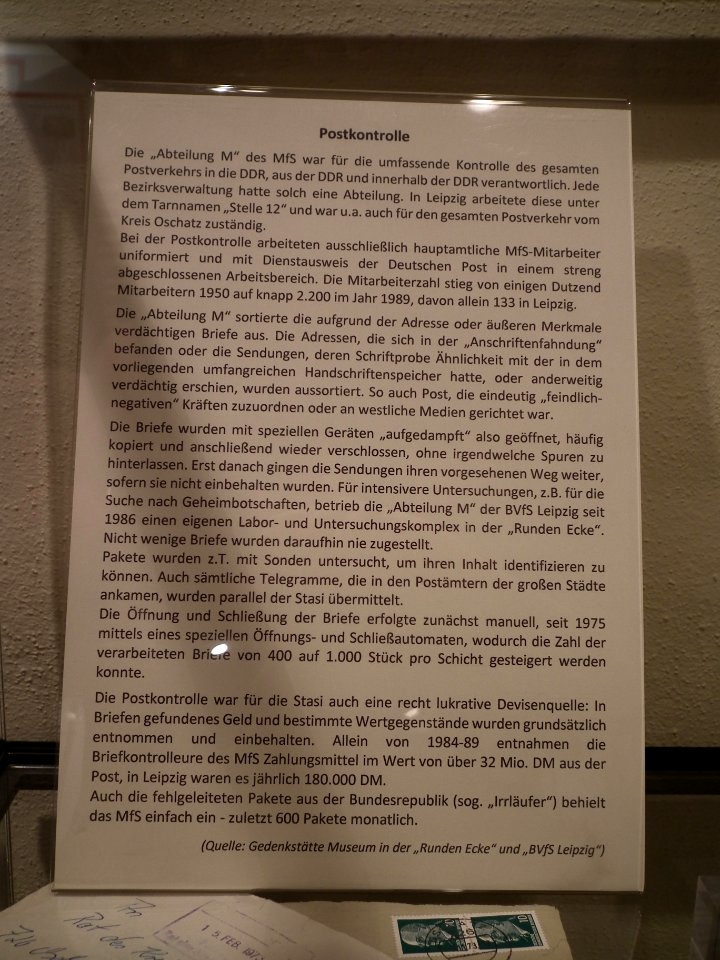 Postkontrolle
Die „Abteilung M“ des MfS war für die umfassende Kontrolle des gesamten
Postverkehrs in die DDR, aus der DDR und innerhalb der DDR verantwortlich. Jede
Bezirksverwaltung hatte solch eine Abteilung. In Leipzig arbeitete diese unter
dem Tarnnamen „Stelle 12“ und war u.a. auch für den gesamten Postverkehr vom
Kreis Oschatz zuständig.
Bei der Postkontrolle arbeiteten ausschließlich hauptamtliche MfS-Mitarbeiter
uniformiert und mit Dienstausweis der Deutschen Post in einem streng
abgeschlossenen Arbeitsbereich. Die Mitarbeiterzahl stieg von einigen Dutzend
Mitarbeitern 1950 auf knapp 2.200 im Jahr 1989, davon allein 133 in Leipzig.
Die „Abteilung M“ sortierte die aufgrund der Adresse oder äußeren Merkmale
verdächtigen Briefe aus. Die Adressen, die sich in der „Anschriftenfahndung“
befanden oder die Sendungen, deren Schriftprobe Ähnlichkeit mit der in dem
vorliegenden umfangreichen Handschriftenspeicher hatte, oder anderweitig
verdächtig erschien, wurden aussortiert. So auch Post, die eindeutig „feindlich-
negativen“ Kräften zuzuordnen oder an westliche Medien gerichtet war.
Die Briefe wurden mit speziellen Geräten „aufgedampft“ also geöffnet, häufig
kopiert und anschließend wieder verschlossen, ohne irgendwelche Spuren zu
hinterlassen. Erst danach gingen die Sendungen ihren vorgesehenen Weg weiter,
sofern sie nicht einbehalten wurden. Für intensivere Untersuchungen, z.B. für die
Suche nach Geheimbotschaften, betrieb die „Abteilung M“ der BVfS Leipzig seit
1986 einen eigenen Labor- und Untersuchungskomplex in der „Runden Ecke“.
Nicht wenige Briefe wurden daraufhin nie zugestellt.
Pakete wurden z.T. mit Sonden untersucht, um ihren Inhalt identifizieren zu
können. Auch sämtliche Telegramme, die in den Postämtern der großen Städte
ankamen, wurden parallel der Stasi übermittelt.
Die Öffnung und Schließung der Briefe erfolgte zunächst manuell, seit 1975
mittels eines speziellen Öffnungs- und Schließautomaten, wodurch die Zahl der
verarbeiteten Briefe von 400 auf 1.000 Stück pro Schicht gesteigert werden
konnte.
Die Postkontrolle war für die Stasi auch eine recht lukrative Devisenquelle: In
Briefen gefundenes Geld und bestimmte Wertgegenstände wurden grundsätzlich
entnommen und einbehalten. Allein von 1984-89 entnahmen die
Briefkontrolleure des MfS Zahlungsmittel im Wert von über 32 Mio. DM aus der
Post, in Leipzig waren es jährlich 180.000 DM.
Auch die fehlgeleiteten Pakete aus der Bundesrepublik (sog. „Irrläufer“) behielt
das MfS einfach ein - zuletzt 600 Pakete monatlich.
(Quelle: Gedenkstätte Museum in der „Runden Ecke“ und „BVfS Leipzig“)
An
Rat des
15 FEB. 197
10 10